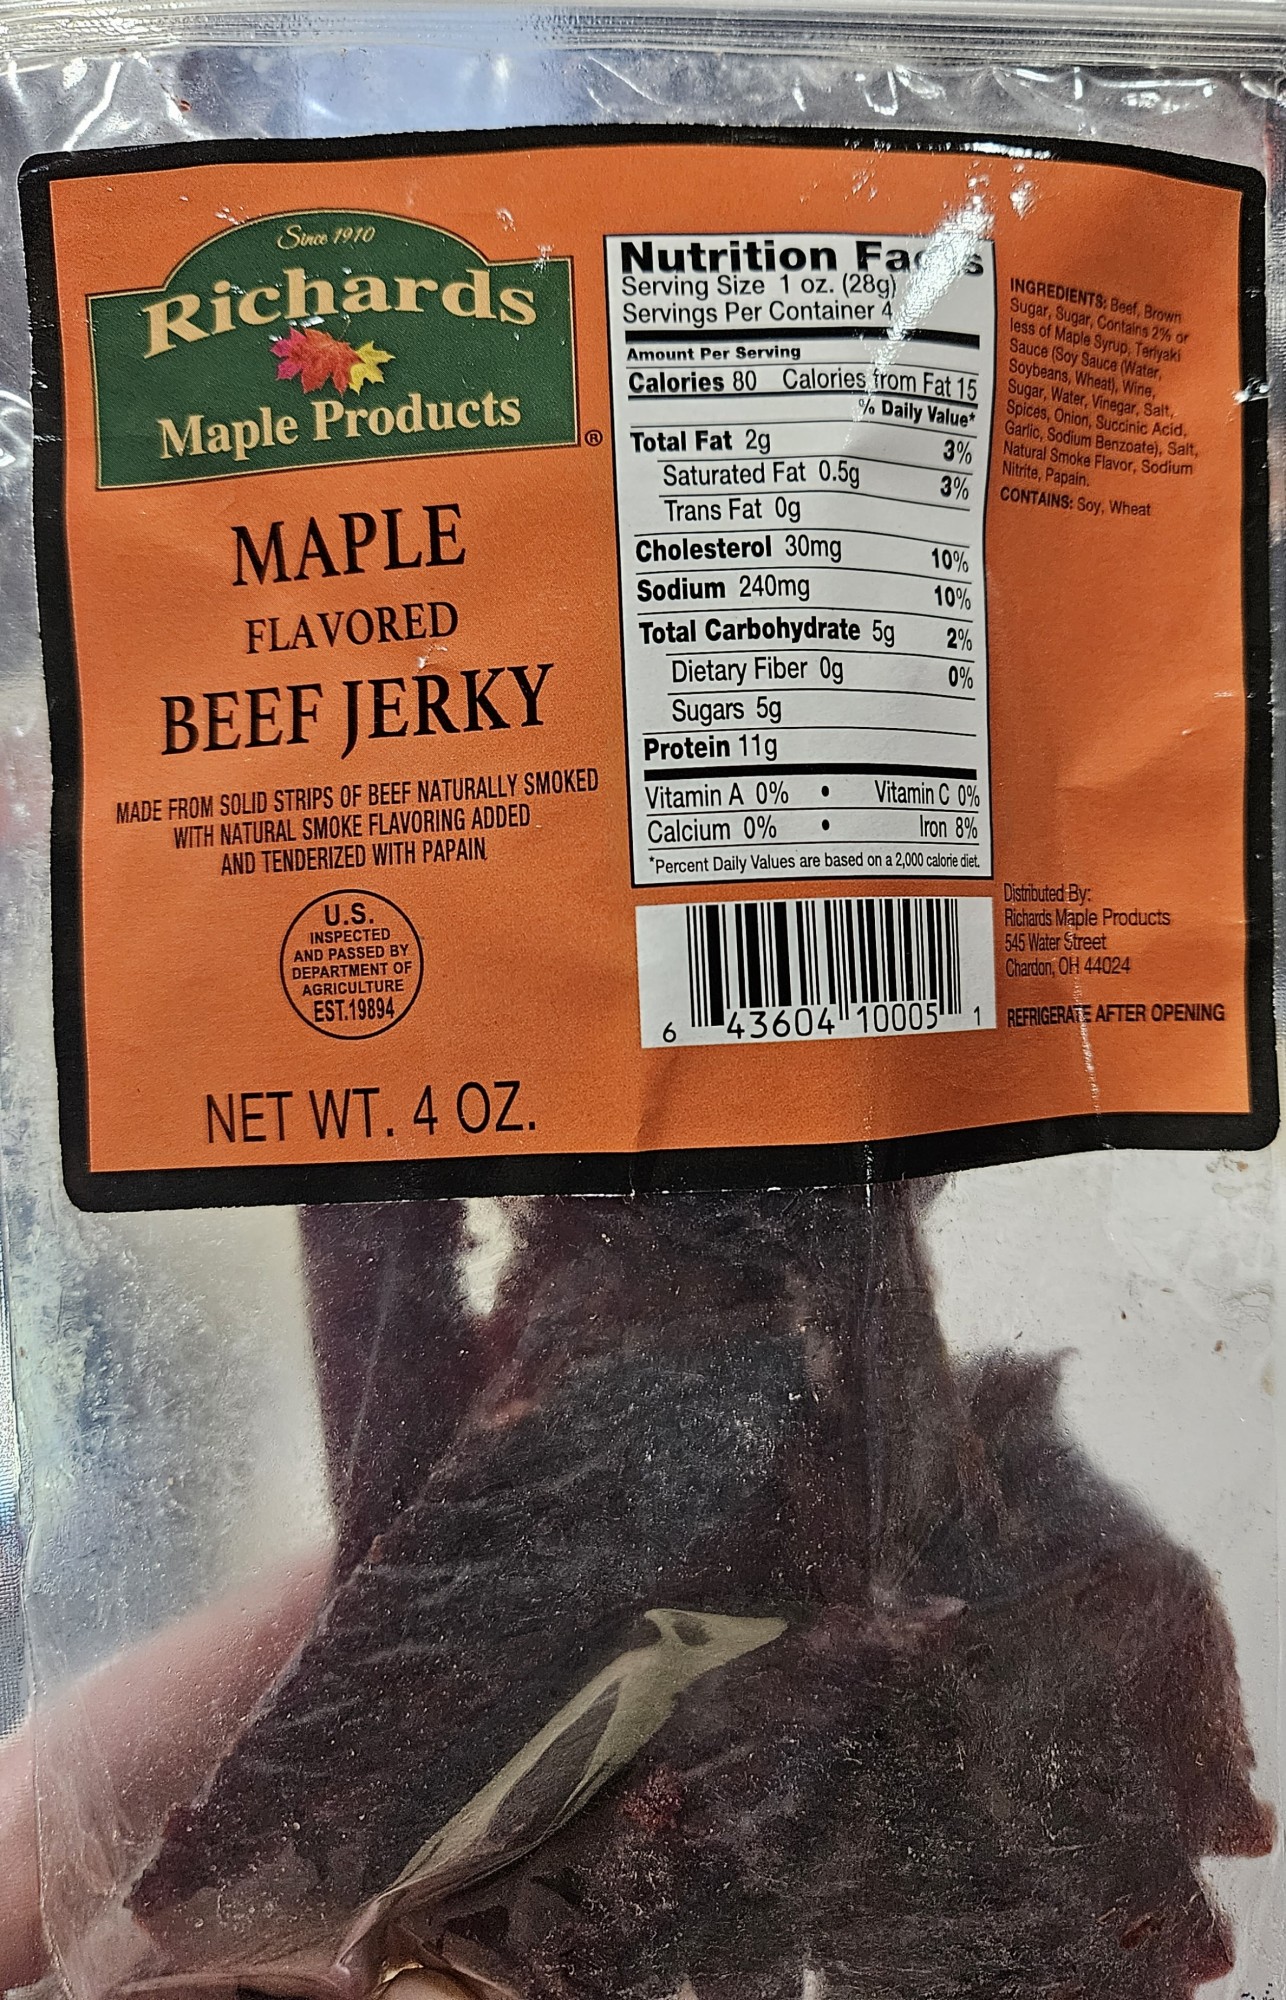 Since 1910
Richards
Maple Products
®
MAPLE
FLAVORED
BEEF JERKY
MADE FROM SOLID STRIPS OF BEEF NATURALLY SMOKED
WITH NATURAL SMOKE FLAVORING ADDED
AND TENDERIZED WITH PAPAIN
U.S.
INSPECTED
AND PASSED BY
DEPARTMENT OF
AGRICULTURE
EST.19894
NET WT. 4 OZ.
Nutrition Facts
Serving Size 1 oz. (28g)
Servings Per Container 4
Amount Per Serving
Calories 80 Calories from Fat 15
% Daily Value*
Total Fat 2g 3%
Saturated Fat 0.5g 3%
Trans Fat 0g
Cholesterol 30mg 10%
Sodium 240mg 10%
Total Carbohydrate 5g 2%
Dietary Fiber 0g 0%
Sugars 5g
Protein 11g
Vitamin A 0% • Vitamin C 0%
Calcium 0% • Iron 8%
*Percent Daily Values are based on a 2,000 calorie diet.
6 43604 10005 1
INGREDIENTS: Beef, Brown
Sugar, Sugar, Contains 2% or
less of Maple Syrup, Teriyaki
Sauce (Soy Sauce (Water,
Soybeans, Wheat), Wine,
Sugar, Water, Vinegar, Salt,
Spices, Onion, Succinic Acid,
Garlic, Sodium Benzoate), Salt,
Natural Smoke Flavor, Sodium
Nitrite, Papain.
CONTAINS: Soy, Wheat
Distributed By:
Richards Maple Products
545 Water Street
Chardon, OH 44024
REFRIGERATE AFTER OPENING